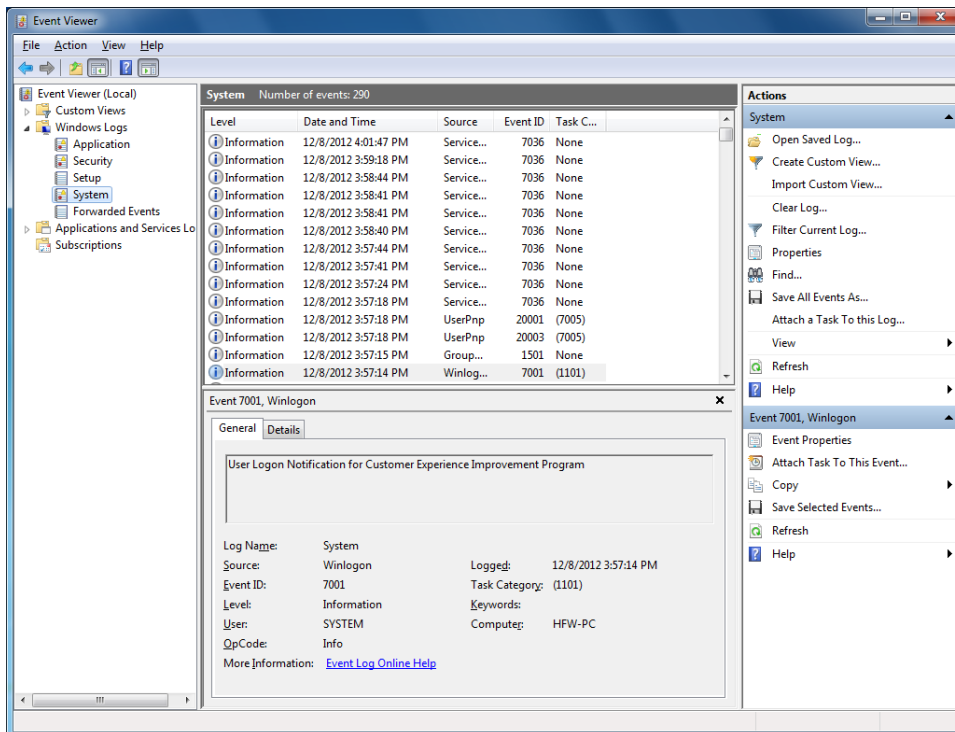 Event Viewer
File Action View Help
Event Viewer (Local)
Custom Views
Windows Logs
Application
Security
Setup
System
Forwarded Events
Applications and Services Lo
Subscriptions
System Number of events: 290
Level Date and Time Source Event ID Task C...
Information 12/8/2012 4:01:47 PM Service... 7036 None
Information 12/8/2012 3:59:18 PM Service... 7036 None
Information 12/8/2012 3:58:44 PM Service... 7036 None
Information 12/8/2012 3:58:41 PM Service... 7036 None
Information 12/8/2012 3:58:41 PM Service... 7036 None
Information 12/8/2012 3:58:40 PM Service... 7036 None
Information 12/8/2012 3:57:44 PM Service... 7036 None
Information 12/8/2012 3:57:41 PM Service... 7036 None
Information 12/8/2012 3:57:24 PM Service... 7036 None
Information 12/8/2012 3:57:18 PM Service... 7036 None
Information 12/8/2012 3:57:18 PM UserPnp 20001 (7005)
Information 12/8/2012 3:57:18 PM UserPnp 20003 (7005)
Information 12/8/2012 3:57:15 PM Group... 1501 None
Information 12/8/2012 3:57:14 PM Winlog... 7001 (1101)
Event 7001, Winlogon
General Details
User Logon Notification for Customer Experience Improvement Program
Log Name: System
Source: Winlogon Logged: 12/8/2012 3:57:14 PM
Event ID: 7001 Task Category: (1101)
Level: Information Keywords:
User: SYSTEM Computer: HFW-PC
OpCode: Info
More Information: Event Log Online Help
Actions
System
Open Saved Log...
Create Custom View...
Import Custom View...
Clear Log...
Filter Current Log...
Properties
Find...
Save All Events As...
Attach a Task To this Log...
View
Refresh
Help
Event 7001, Winlogon
Event Properties
Attach Task To This Event...
Copy
Save Selected Events...
Refresh
Help